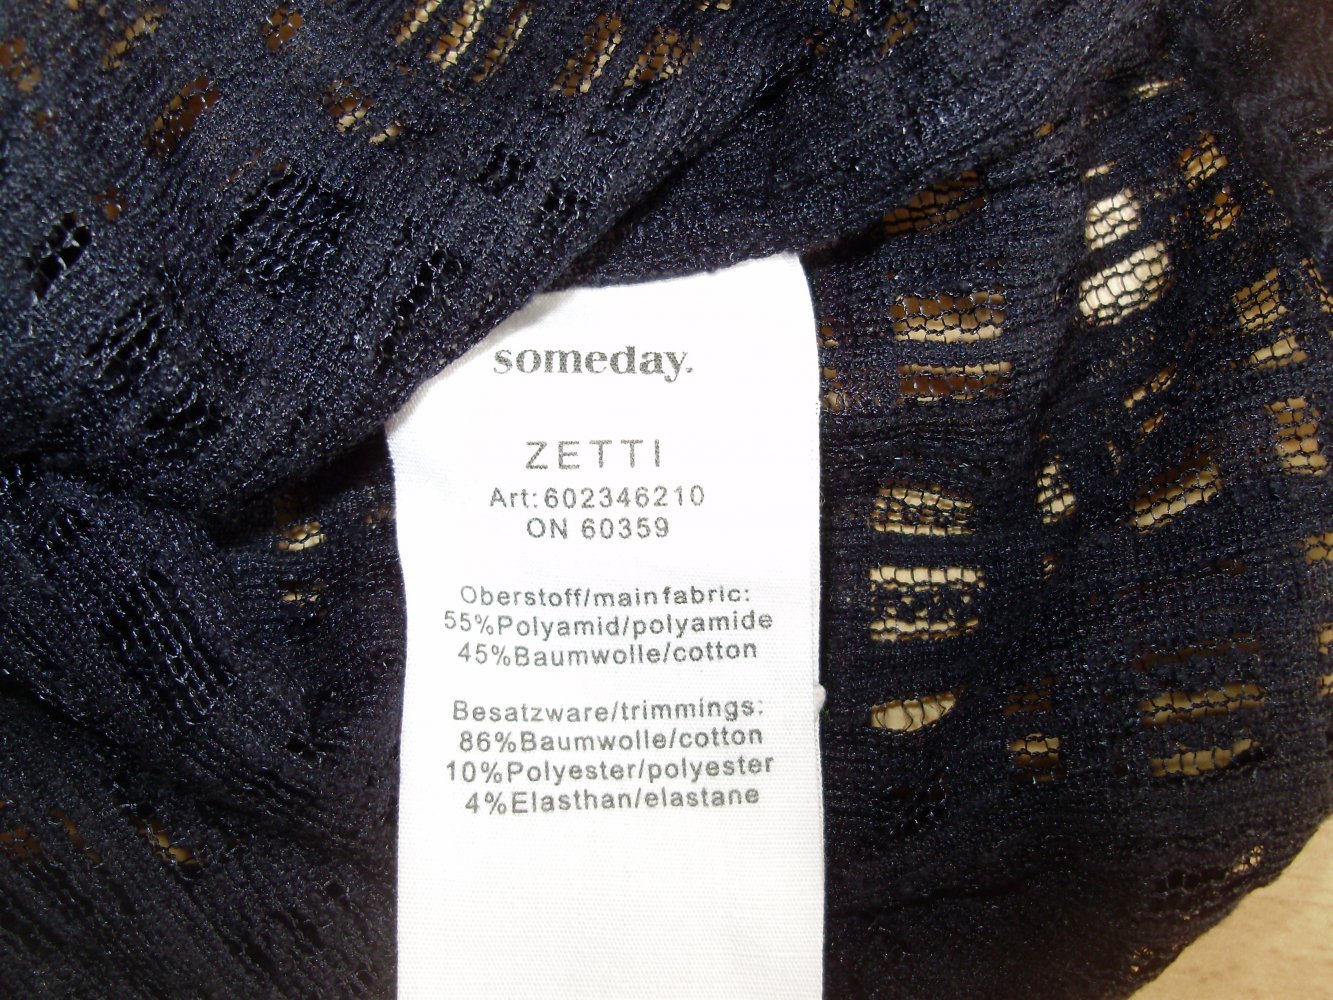 someday.
ZETTI
Art:602346210
ON 60359
Oberstoff/main fabric:
55%Polyamid/polyamide
45%Baumwolle/cotton
Besatzware/trimmings:
86%Baumwolle/cotton
10%Polyester/polyester
4%Elasthan/elastane